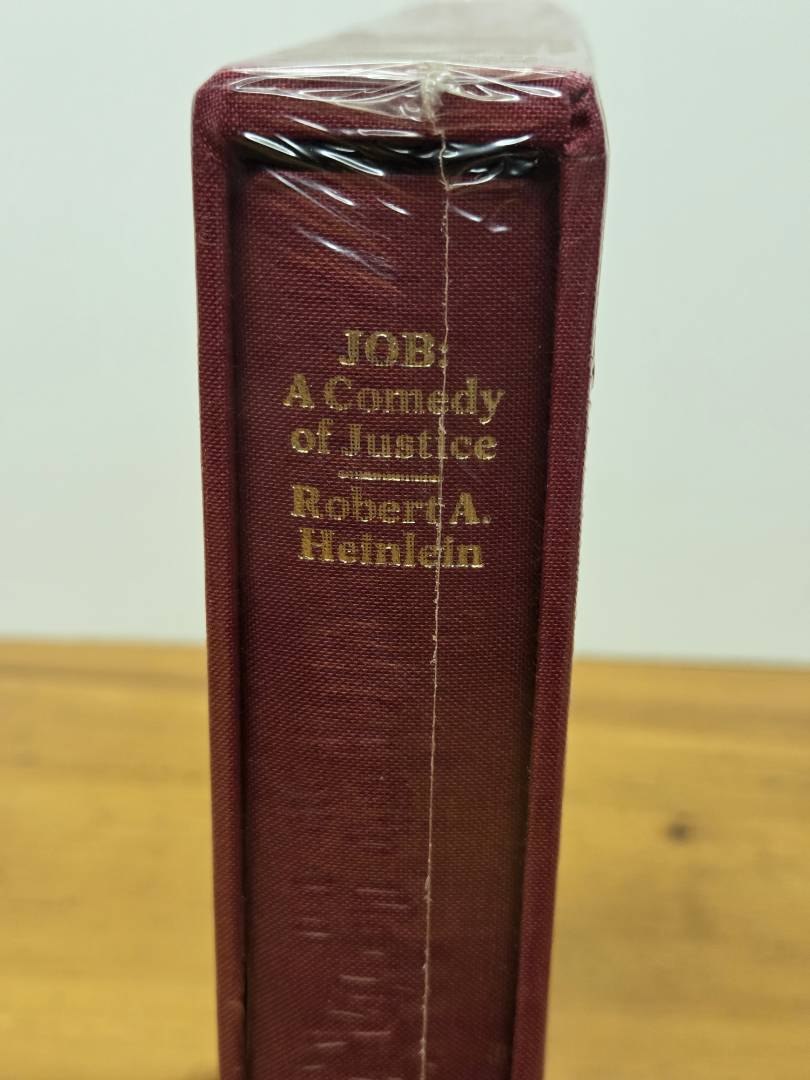 JOB:
A Comedy
of Justice
Robert A.
Heinlein